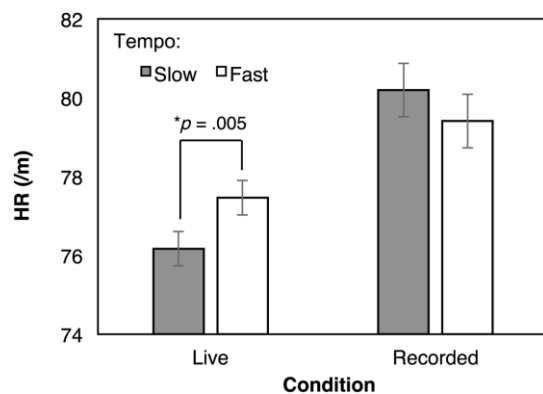 82
80
78
76
74
HR (/m)
Tempo:
Slow Fast
*p = .005
Live Recorded
Condition